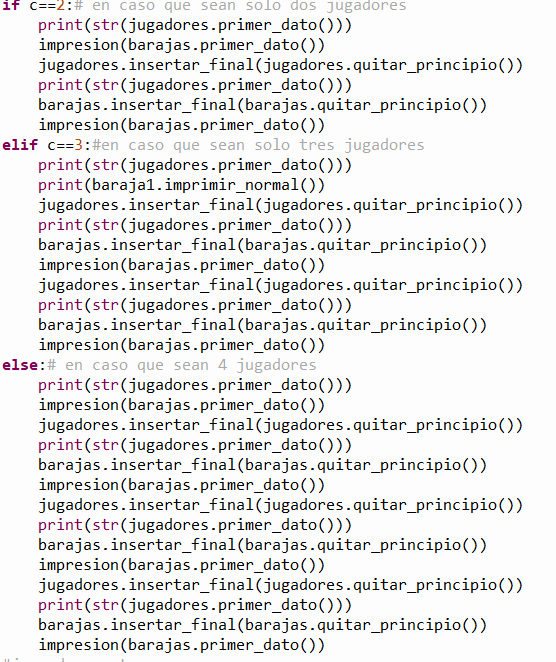 if c==2:# en caso que sean solo dos jugadores
    print(str(jugadores.primer_dato()))
    impresion(barajas.primer_dato())
    jugadores.insertar_final(jugadores.quitar_principio())
    print(str(jugadores.primer_dato()))
    barajas.insertar_final(barajas.quitar_principio())
    impresion(barajas.primer_dato())
elif c==3:#en caso que sean solo tres jugadores
    print(str(jugadores.primer_dato()))
    print(baraja1.imprimir_normal())
    jugadores.insertar_final(jugadores.quitar_principio())
    print(str(jugadores.primer_dato()))
    barajas.insertar_final(barajas.quitar_principio())
    impresion(barajas.primer_dato())
    jugadores.insertar_final(jugadores.quitar_principio())
    print(str(jugadores.primer_dato()))
    barajas.insertar_final(barajas.quitar_principio())
    impresion(barajas.primer_dato())
else:# en caso que sean 4 jugadores
    print(str(jugadores.primer_dato()))
    impresion(barajas.primer_dato())
    jugadores.insertar_final(jugadores.quitar_principio())
    print(str(jugadores.primer_dato()))
    barajas.insertar_final(barajas.quitar_principio())
    impresion(barajas.primer_dato())
    jugadores.insertar_final(jugadores.quitar_principio())
    print(str(jugadores.primer_dato()))
    barajas.insertar_final(barajas.quitar_principio())
    impresion(barajas.primer_dato())
    jugadores.insertar_final(jugadores.quitar_principio())
    print(str(jugadores.primer_dato()))
    barajas.insertar_final(barajas.quitar_principio())
    impresion(barajas.primer_dato())